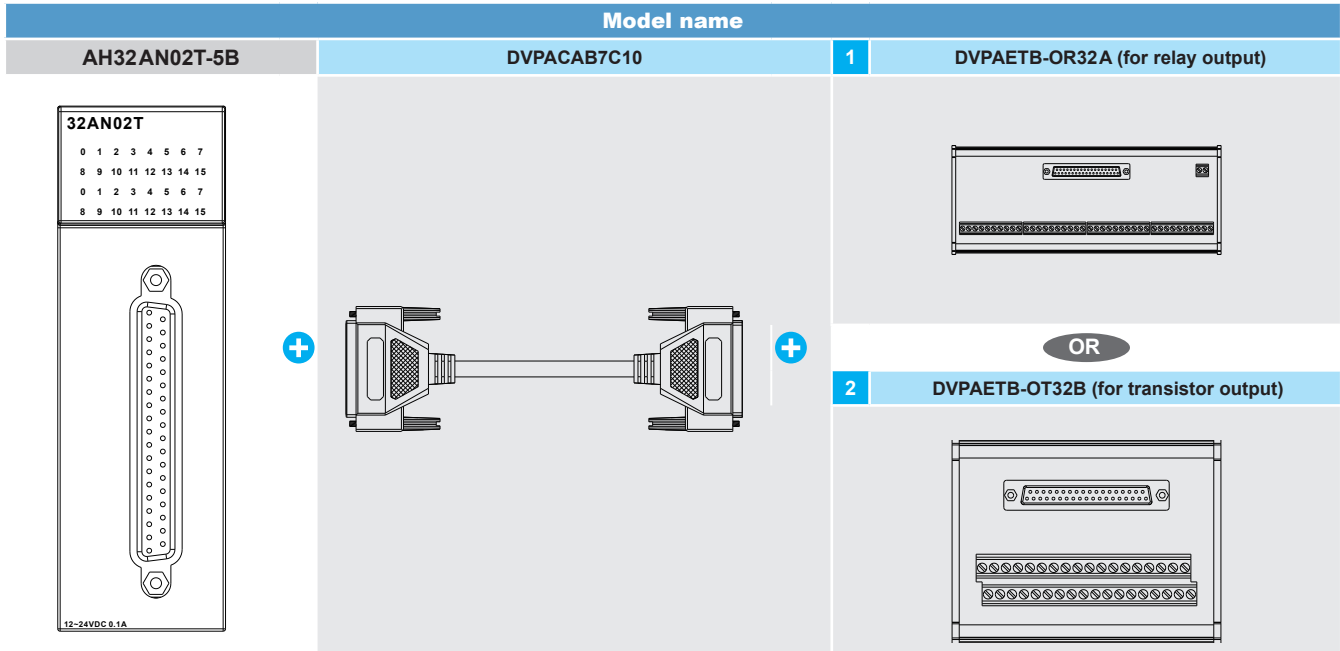 Model name
AH32AN02T-5B
DVPACAB7C10
1
DVPAETB-OR32A (for relay output)
32AN02T
0 1 2 3 4 5 6 7
8 9 10 11 12 13 14 15
0 1 2 3 4 5 6 7
8 9 10 11 12 13 14 15
12~24VDC 0.1A
OR
2
DVPAETB-OT32B (for transistor output)